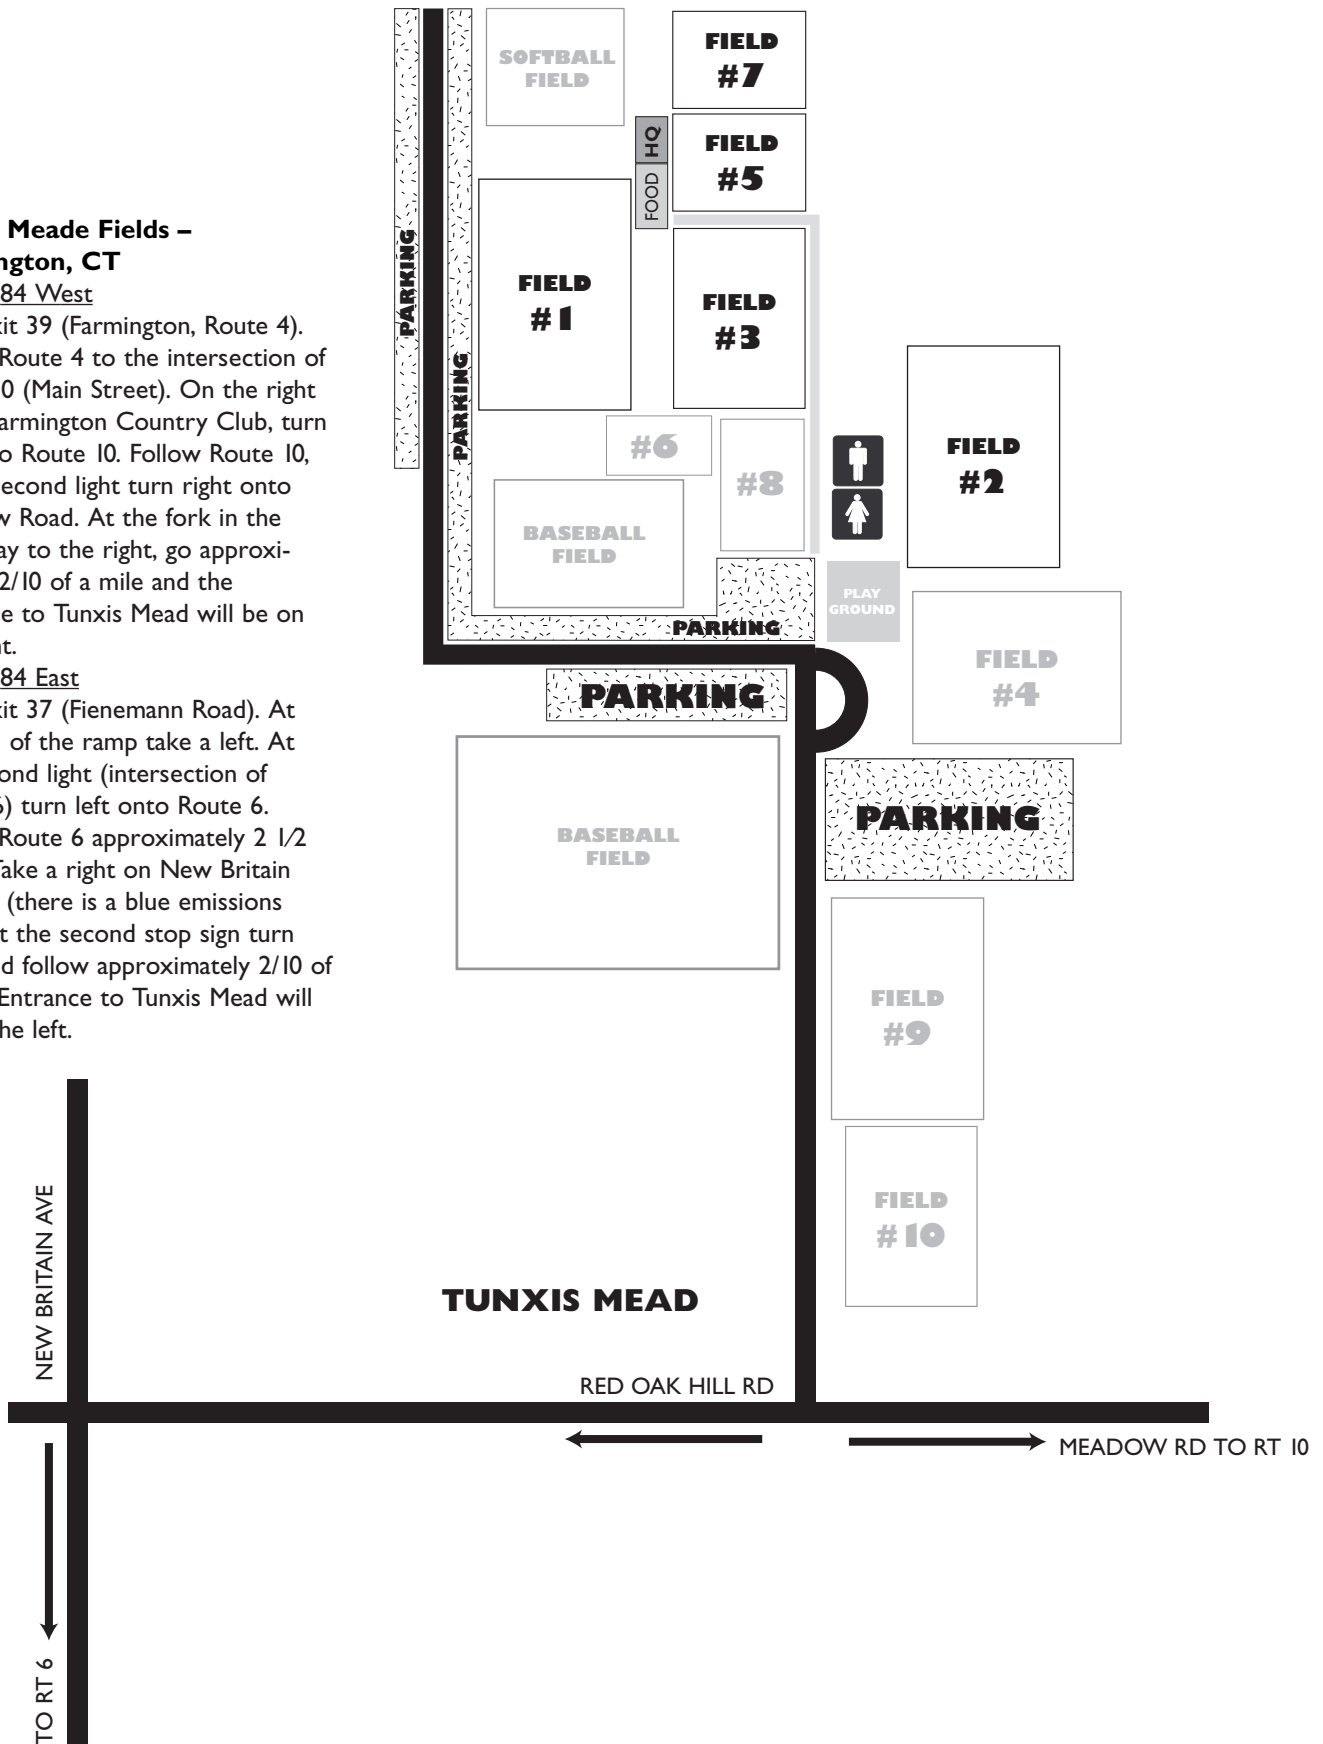 Meade Fields –
ngton, CT
84 West
it 39 (Farmington, Route 4).
Route 4 to the intersection of
0 (Main Street). On the right
armington Country Club, turn
o Route 10. Follow Route 10,
econd light turn right onto
w Road. At the fork in the
ay to the right, go approxi-
2/10 of a mile and the
e to Tunxis Mead will be on
t.
84 East
it 37 (Fienemann Road). At
of the ramp take a left. At
ond light (intersection of
6) turn left onto Route 6.
Route 6 approximately 2 1/2
Take a right on New Britain
(there is a blue emissions
t the second stop sign turn
d follow approximately 2/10 of
Entrance to Tunxis Mead will
he left.
SOFTBALL
FIELD
FIELD
#7
HQ
FOOD
FIELD
#5
PARKING
PARKING
FIELD
#1
FIELD
#3
FIELD
#2
#6
#8
BASEBALL
FIELD
PLAY
GROUND
PARKING
FIELD
#4
PARKING
PARKING
BASEBALL
FIELD
FIELD
#9
FIELD
#10
TUNXIS MEAD
NEW BRITAIN AVE
RED OAK HILL RD
MEADOW RD TO RT 10
TO RT 6